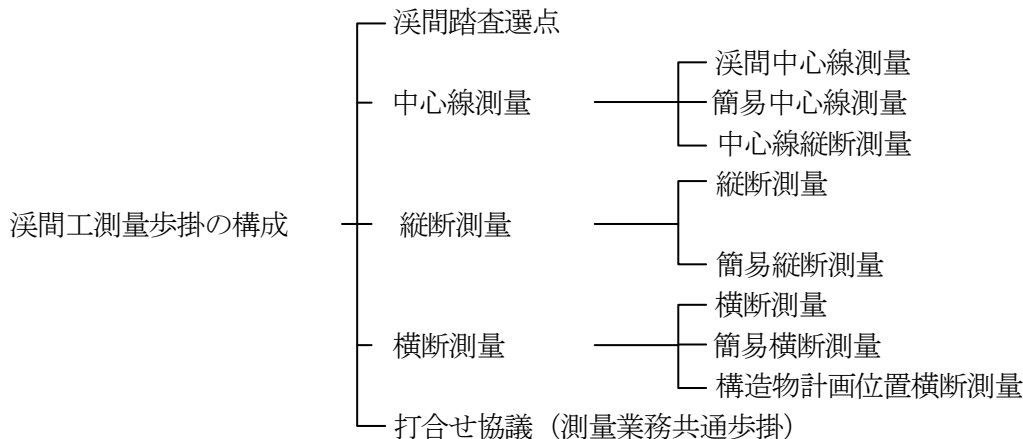 渓間踏査選点
渓間中心線測量
中心線測量
簡易中心線測量
中心線縦断測量
縦断測量
渓間工測量歩掛の構成
縦断測量
簡易縦断測量
横断測量
横断測量
簡易横断測量
構造物計画位置横断測量
打合せ協議（測量業務共通歩掛）